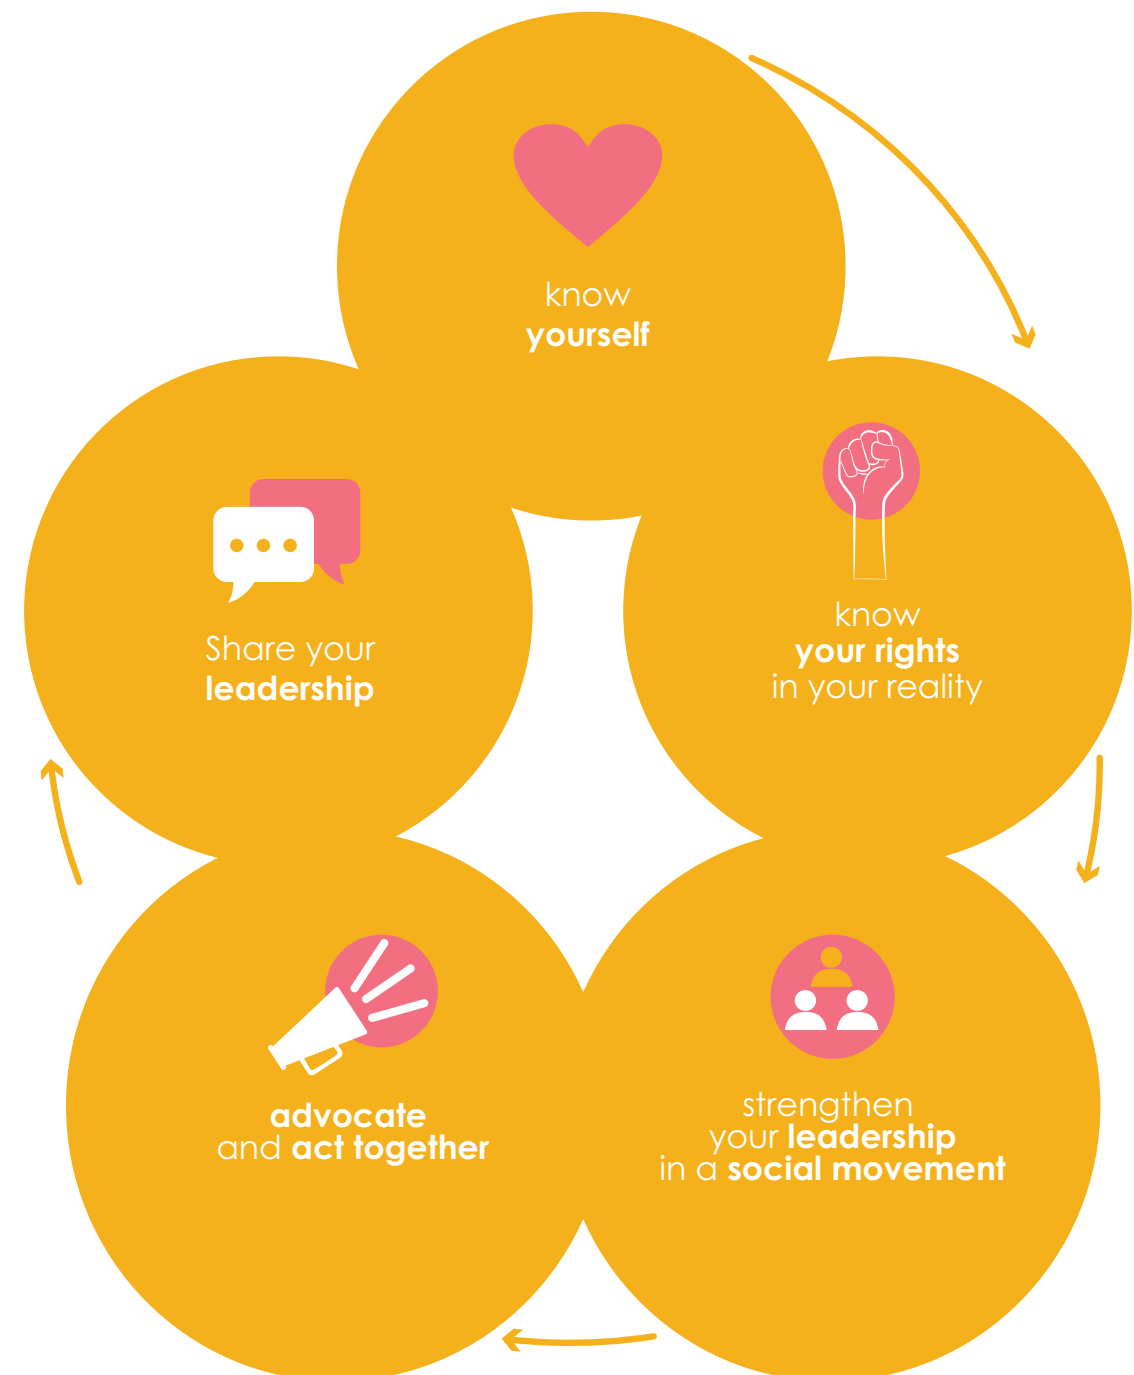 know
yourself
know
your rights
in your reality
strengthen
your leadership
in a social movement
advocate
and act together
Share your
leadership